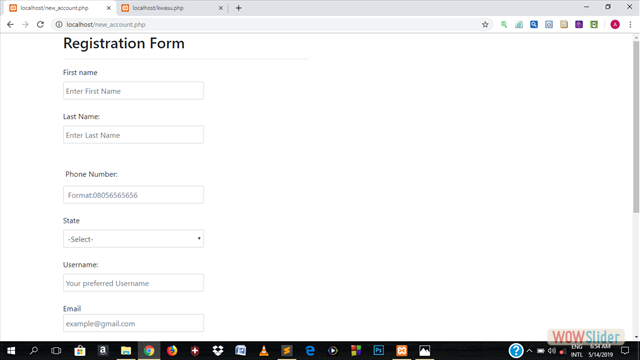 localhost/new_account.php
localhost/kwasu.php
localhost/new_account.php
A
Registration Form
First name
Enter First Name
Last Name:
Enter Last Name
Phone Number:
Format:08056565656
State
-Select-
Username:
Your preferred Username
Email
example@gmail.com
WOWSlider
ENG
6:54 AM
INTL
5/14/2019